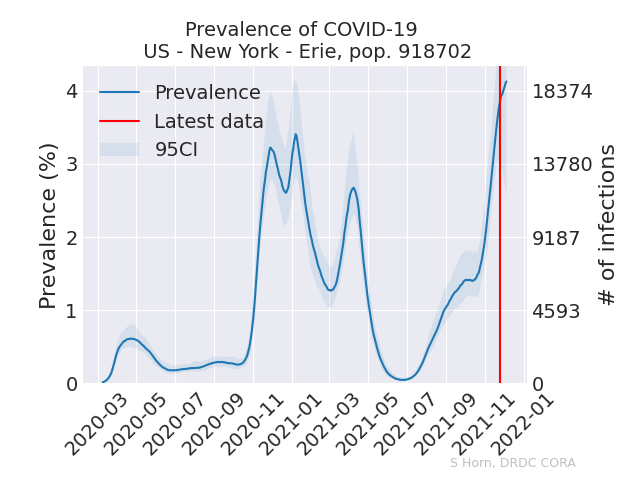 Prevalence of COVID-19
US - New York - Erie, pop. 918702
Prevalence
Latest data
95CI
Prevalence (%)
4
3
2
1
0
18374
13780
9187
4593
0
# of infections
2020-03
2020-05
2020-07
2020-09
2020-11
2021-01
2021-03
2021-05
2021-07
2021-09
2021-11
2022-01
S Horn, DRDC CORA